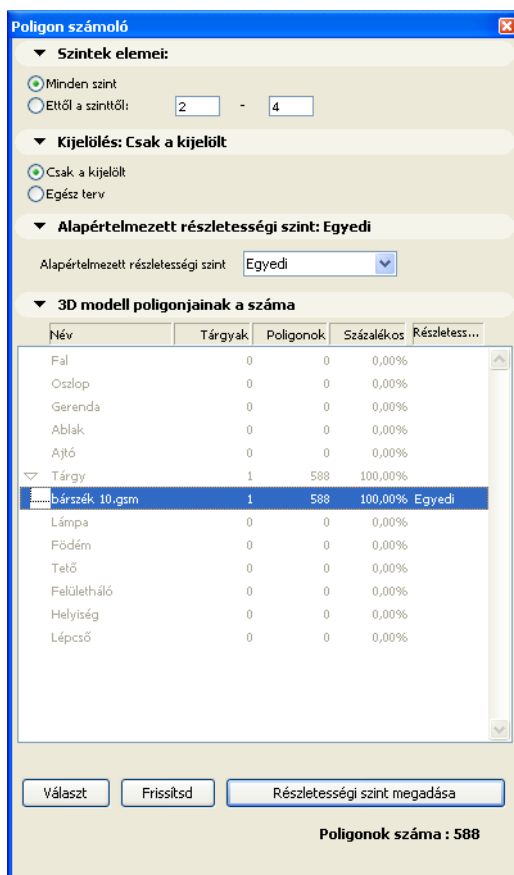 Poligon számoló
Szintek elemei:
Minden szint
Ettől a szinttől: 2 - 4
Kijelölés: Csak a kijelölt
Csak a kijelölt
Egész terv
Alapértelmezett részletességi szint: Egyedi
Alapértelmezett részletességi szint Egyedi
3D modell poligonjainak a száma
Név Tárgyak Poligonok Százalékos Részletess...
Fal 0 0 0,00%
Oszlop 0 0 0,00%
Gerenda 0 0 0,00%
Ablak 0 0 0,00%
Ajtó 0 0 0,00%
Tárgy 1 588 100,00%
bárszék 10.gsm 1 588 100,00% Egyedi
Lámpa 0 0 0,00%
Födém 0 0 0,00%
Tető 0 0 0,00%
Felületháló 0 0 0,00%
Helyiség 0 0 0,00%
Lépcső 0 0 0,00%
Választ Frissítsd Részletességi szint megadása
Poligonok száma : 588